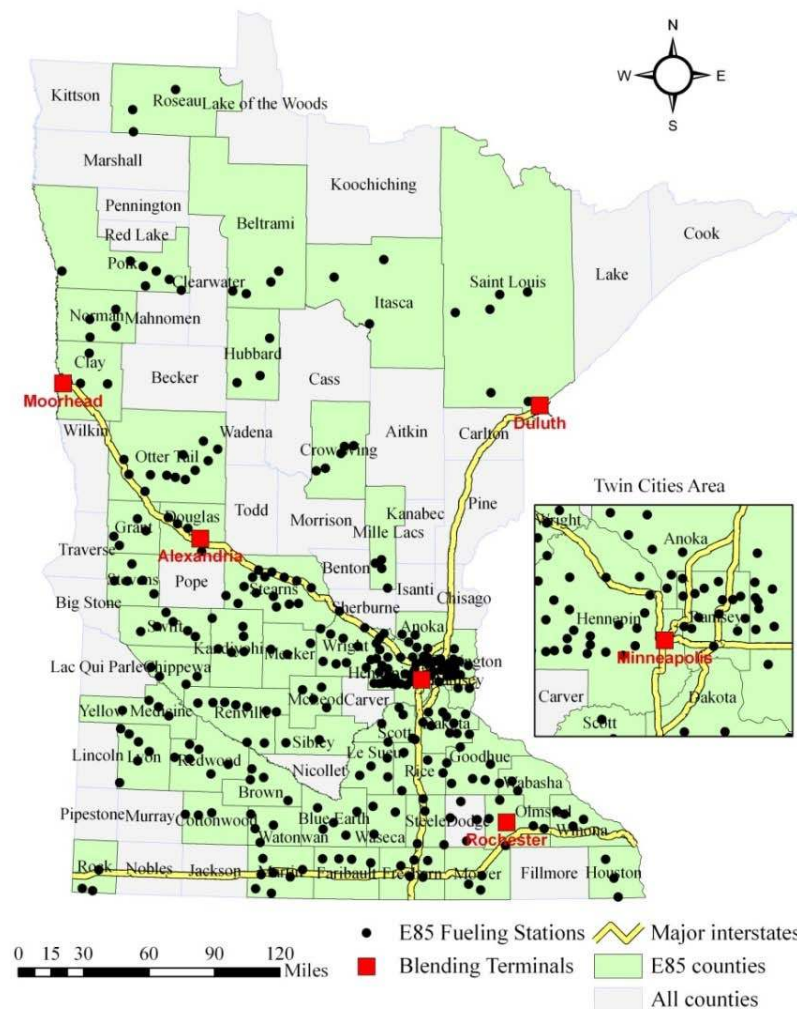 N
W E
S
Kittson
Roseau
Lake of the Woods
Marshall
Koochiching
Pennington
Red Lake
Beltrami
Cook
Polk
Clearwater
Saint Louis
Lake
Itasca
Norman
Mahnomen
Hubbard
Clay
Becker
Cass
Moorhead
Aitkin
Duluth
Carlton
Wilkin
Wadena
Otter Tail
Crow Wing
Pine
Twin Cities Area
Todd
Morrison
Kanabec
Mille Lacs
Douglas
Grant
Traverse
Alexandria
Benton
Stevens
Pope
Stearns
Isanti
Big Stone
Sherburne
Chisago
Wright
Anoka
Hennepin
Ramsey
Minneapolis
Carver
Dakota
Scott
Anoka
Swift
Kandiyohi
Meeker
Wright
Lac Qui Parle
Chippewa
McLeod
Carver
Yellow Medicine
Renville
Scott
Dakota
Sibley
Lincoln
Lyon
Redwood
Le Sueur
Rice
Goodhue
Nicollet
Wabasha
Brown
Pipestone
Murray
Cottonwood
Blue Earth
Watonwan
Waseca
Steele
Dodge
Olmsted
Winona
Rochester
Rock
Nobles
Jackson
Martin
Faribault
Freeborn
Mower
Fillmore
Houston
0 15 30 60 90 120
Miles
E85 Fueling Stations
Blending Terminals
Major interstates
E85 counties
All counties